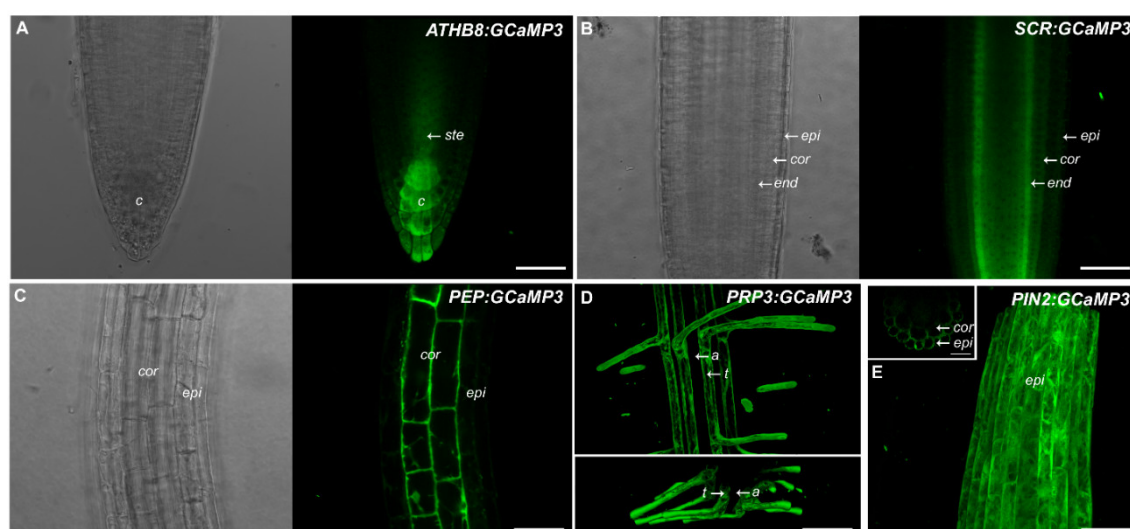 A
ATHB8:GCaMP3
← ste
c
c
B
SCR:GCaMP3
← epi
← cor
← end
← epi
← cor
← end
C
PEP:GCaMP3
cor
epi
cor
epi
D
PRP3:GCaMP3
← a
← t
t → ← a
PIN2:GCaMP3
← cor
← epi
E
epi